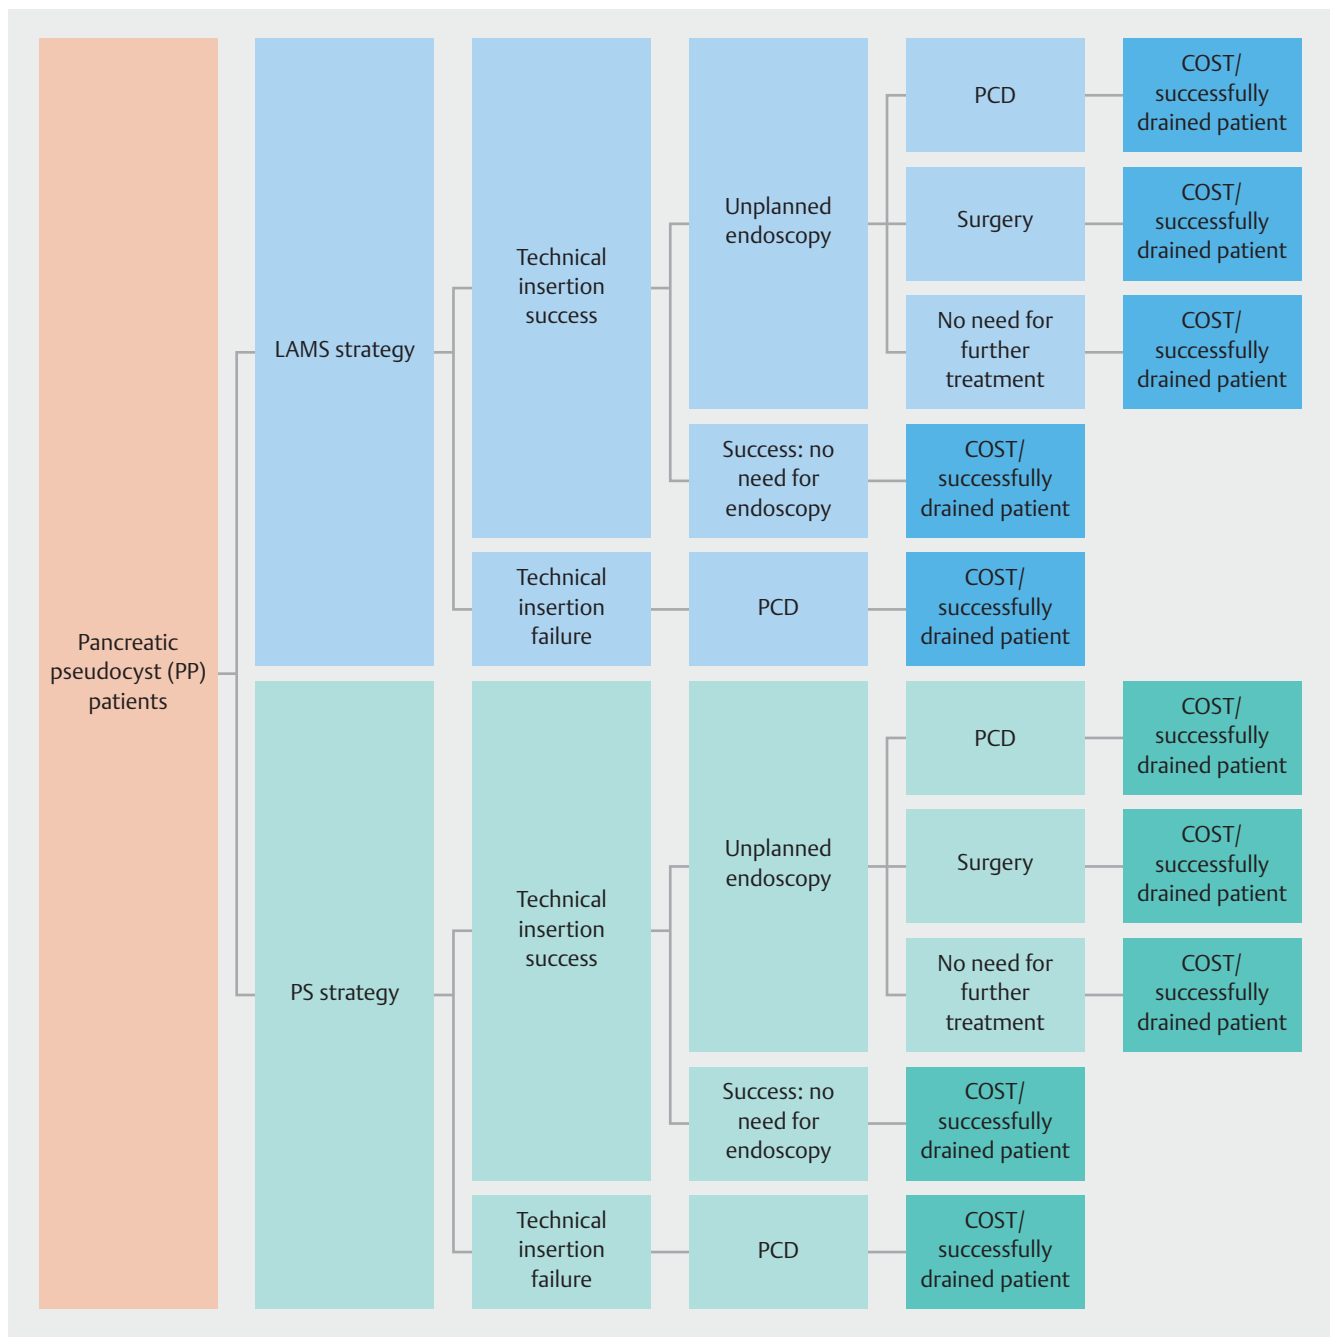 Pancreatic
pseudocyst (PP)
patients
LAMS strategy
Technical
insertion
success
Unplanned
endoscopy
PCD
COST/
successfully
drained patient
Surgery
COST/
successfully
drained patient
No need for
further
treatment
COST/
successfully
drained patient
Success: no
need for
endoscopy
COST/
successfully
drained patient
Technical
insertion
failure
PCD
COST/
successfully
drained patient
PS strategy
Technical
insertion
success
Unplanned
endoscopy
PCD
COST/
successfully
drained patient
Surgery
COST/
successfully
drained patient
No need for
further
treatment
COST/
successfully
drained patient
Success: no
need for
endoscopy
COST/
successfully
drained patient
Technical
insertion
failure
PCD
COST/
successfully
drained patient